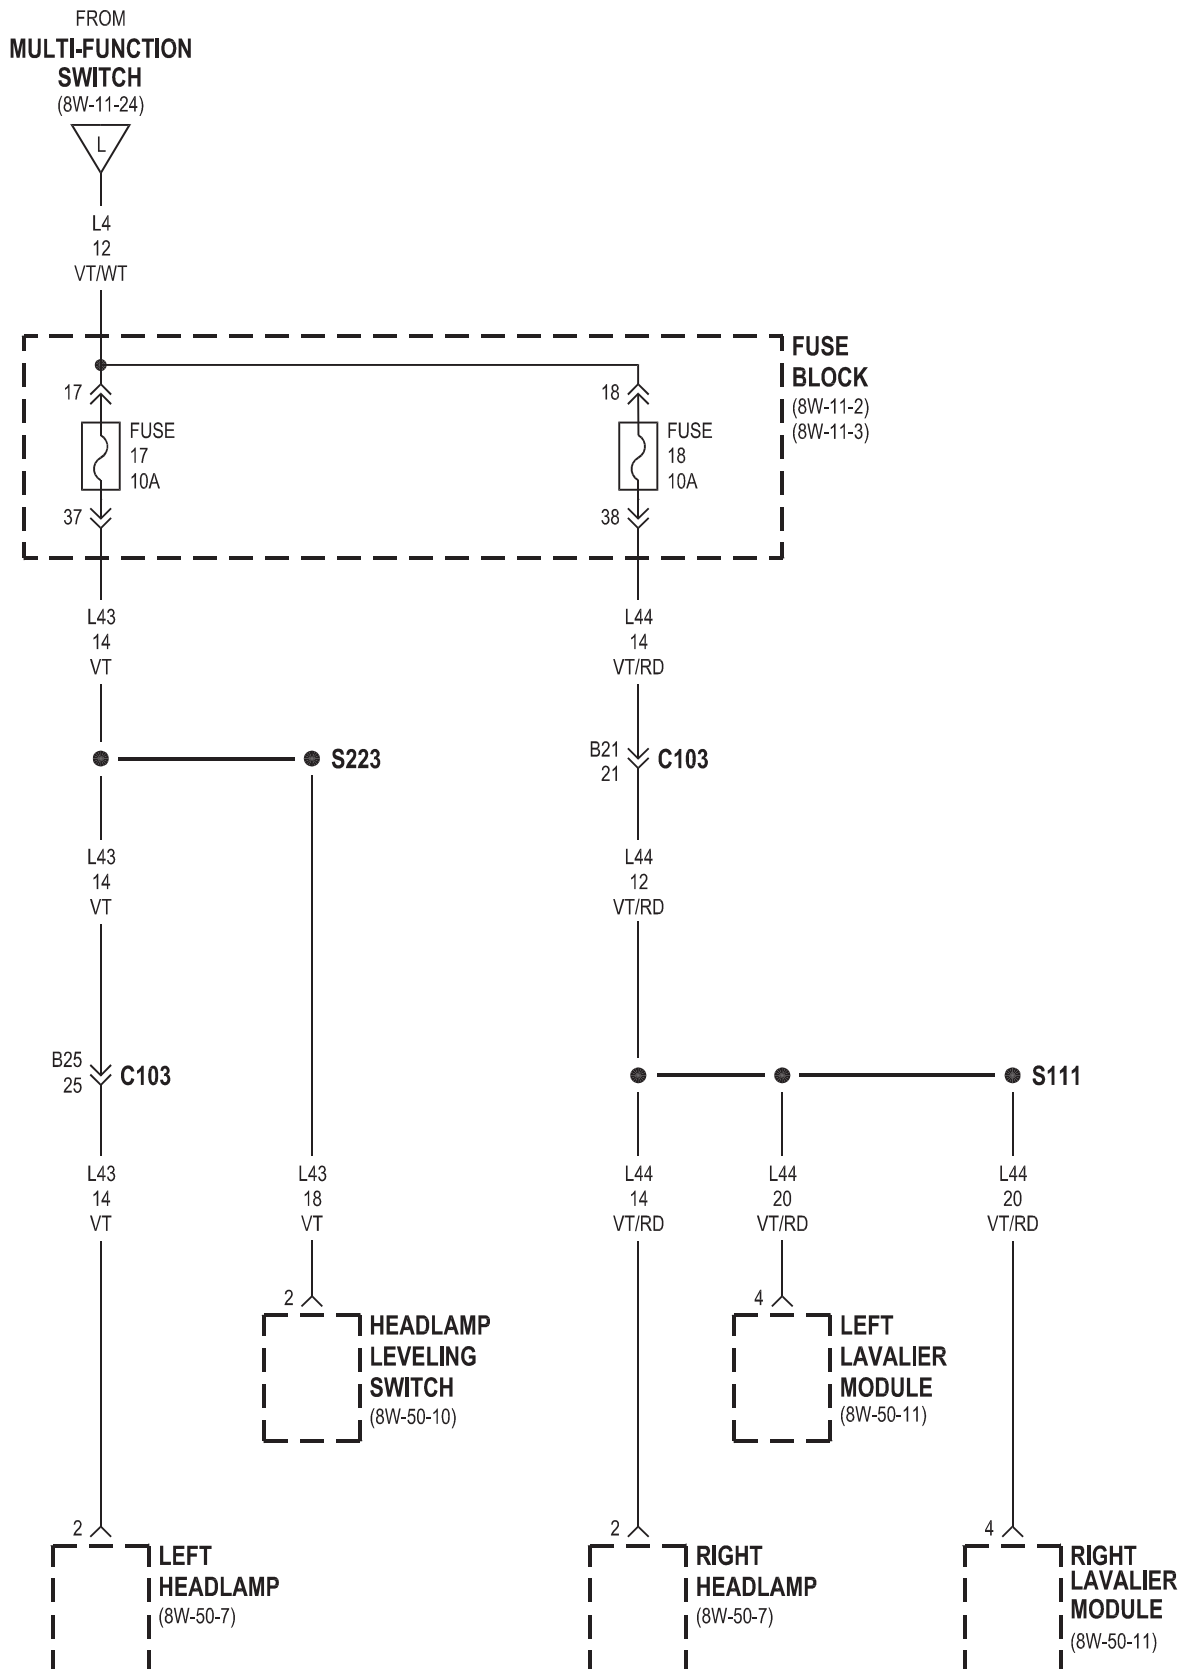 FROM
MULTI-FUNCTION
SWITCH
(8W-11-24)
L
L4
12
VT/WT
FUSE
BLOCK
(8W-11-2)
(8W-11-3)
17
FUSE
17
10A
37
18
FUSE
18
10A
38
L43
14
VT
L44
14
VT/RD
S223
B21
21
C103
L43
14
VT
L44
12
VT/RD
B25
25
C103
S111
L43
14
VT
L43
18
VT
L44
14
VT/RD
L44
20
VT/RD
L44
20
VT/RD
2
HEADLAMP
LEVELING
SWITCH
(8W-50-10)
4
LEFT
LAVALIER
MODULE
(8W-50-11)
2
LEFT
HEADLAMP
(8W-50-7)
2
RIGHT
HEADLAMP
(8W-50-7)
4
RIGHT
LAVALIER
MODULE
(8W-50-11)